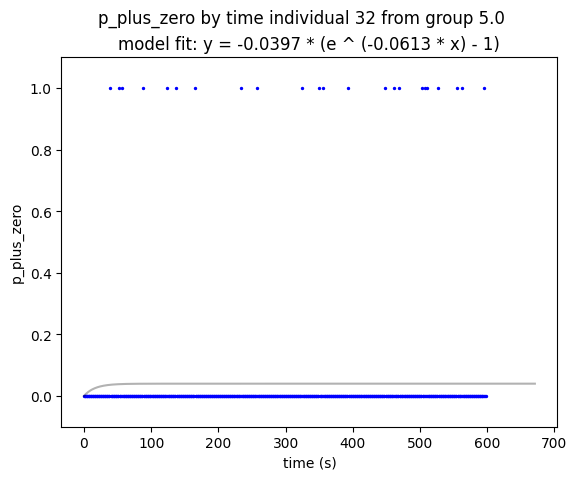 p_plus_zero by time individual 32 from group 5.0
model fit: y = -0.0397 * (e ^ (-0.0613 * x) - 1)
1.0
0.8
0.6
0.4
0.2
0.0
p_plus_zero
0 100 200 300 400 500 600 700
time (s)